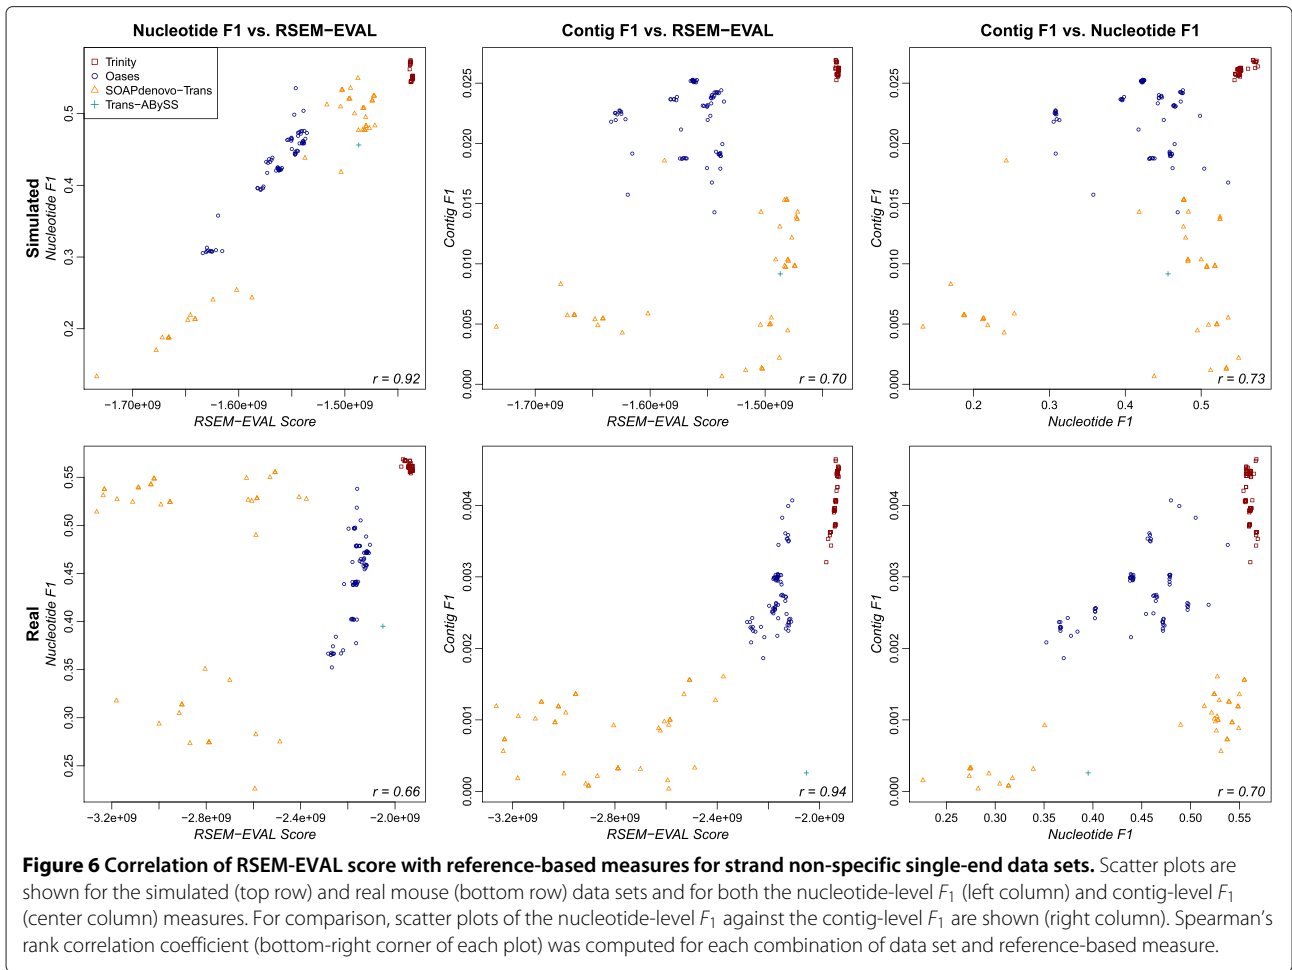 Nucleotide F1 vs. RSEM−EVAL
Contig F1 vs. RSEM−EVAL
Contig F1 vs. Nucleotide F1
Trinity
Oases
SOAPdenovo−Trans
Trans−ABySS
Simulated
Nucleotide F1
0.2
0.3
0.4
0.5
−1.70e+09
−1.60e+09
−1.50e+09
RSEM−EVAL Score
r = 0.92
Contig F1
0.000
0.005
0.010
0.015
0.020
0.025
−1.70e+09
−1.60e+09
−1.50e+09
RSEM−EVAL Score
r = 0.70
Contig F1
0.000
0.005
0.010
0.015
0.020
0.025
0.2
0.3
0.4
0.5
Nucleotide F1
r = 0.73
Real
Nucleotide F1
0.25
0.30
0.35
0.40
0.45
0.50
0.55
−3.2e+09
−2.8e+09
−2.4e+09
−2.0e+09
RSEM−EVAL Score
r = 0.66
Contig F1
0.000
0.001
0.002
0.003
0.004
−3.2e+09
−2.8e+09
−2.4e+09
−2.0e+09
RSEM−EVAL Score
r = 0.94
Contig F1
0.000
0.001
0.002
0.003
0.004
0.25
0.30
0.35
0.40
0.45
0.50
0.55
Nucleotide F1
r = 0.70
Figure 6 Correlation of RSEM-EVAL score with reference-based measures for strand non-specific single-end data sets. Scatter plots are
shown for the simulated (top row) and real mouse (bottom row) data sets and for both the nucleotide-level F1 (left column) and contig-level F1
(center column) measures. For comparison, scatter plots of the nucleotide-level F1 against the contig-level F1 are shown (right column). Spearman's
rank correlation coefficient (bottom-right corner of each plot) was computed for each combination of data set and reference-based measure.